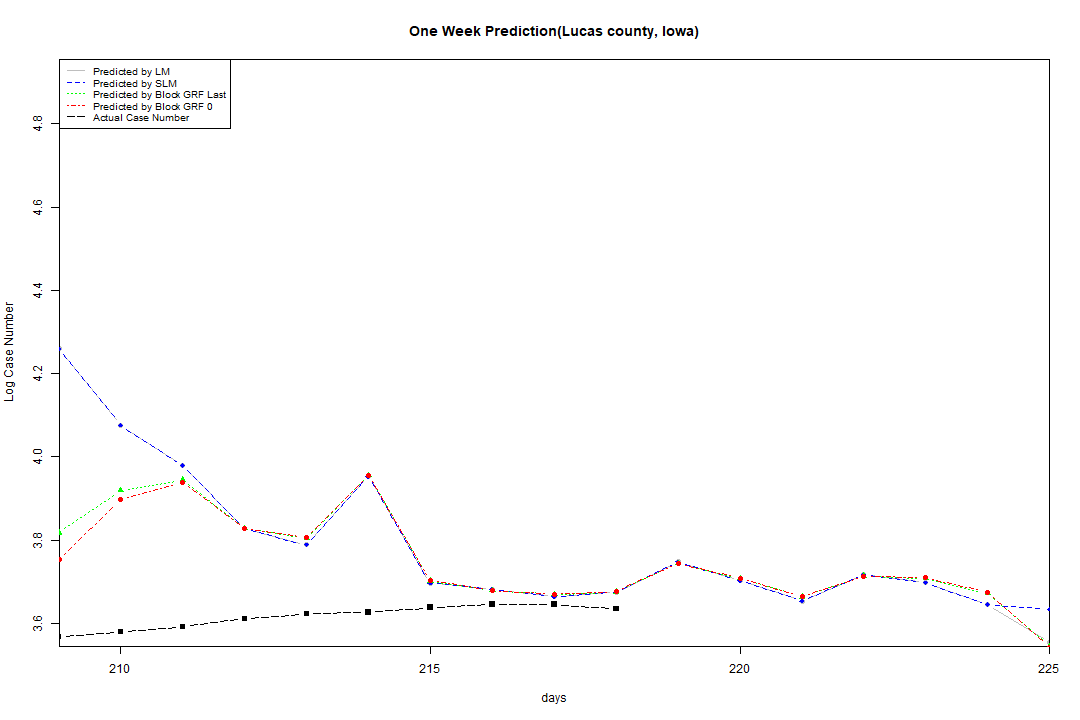 One Week Prediction(Lucas county, Iowa)
Predicted by LM
Predicted by SLM
Predicted by Block GRF Last
Predicted by Block GRF 0
Actual Case Number
4.8
4.6
4.4
4.2
4.0
3.8
3.6
Log Case Number
210 215 220 225
days